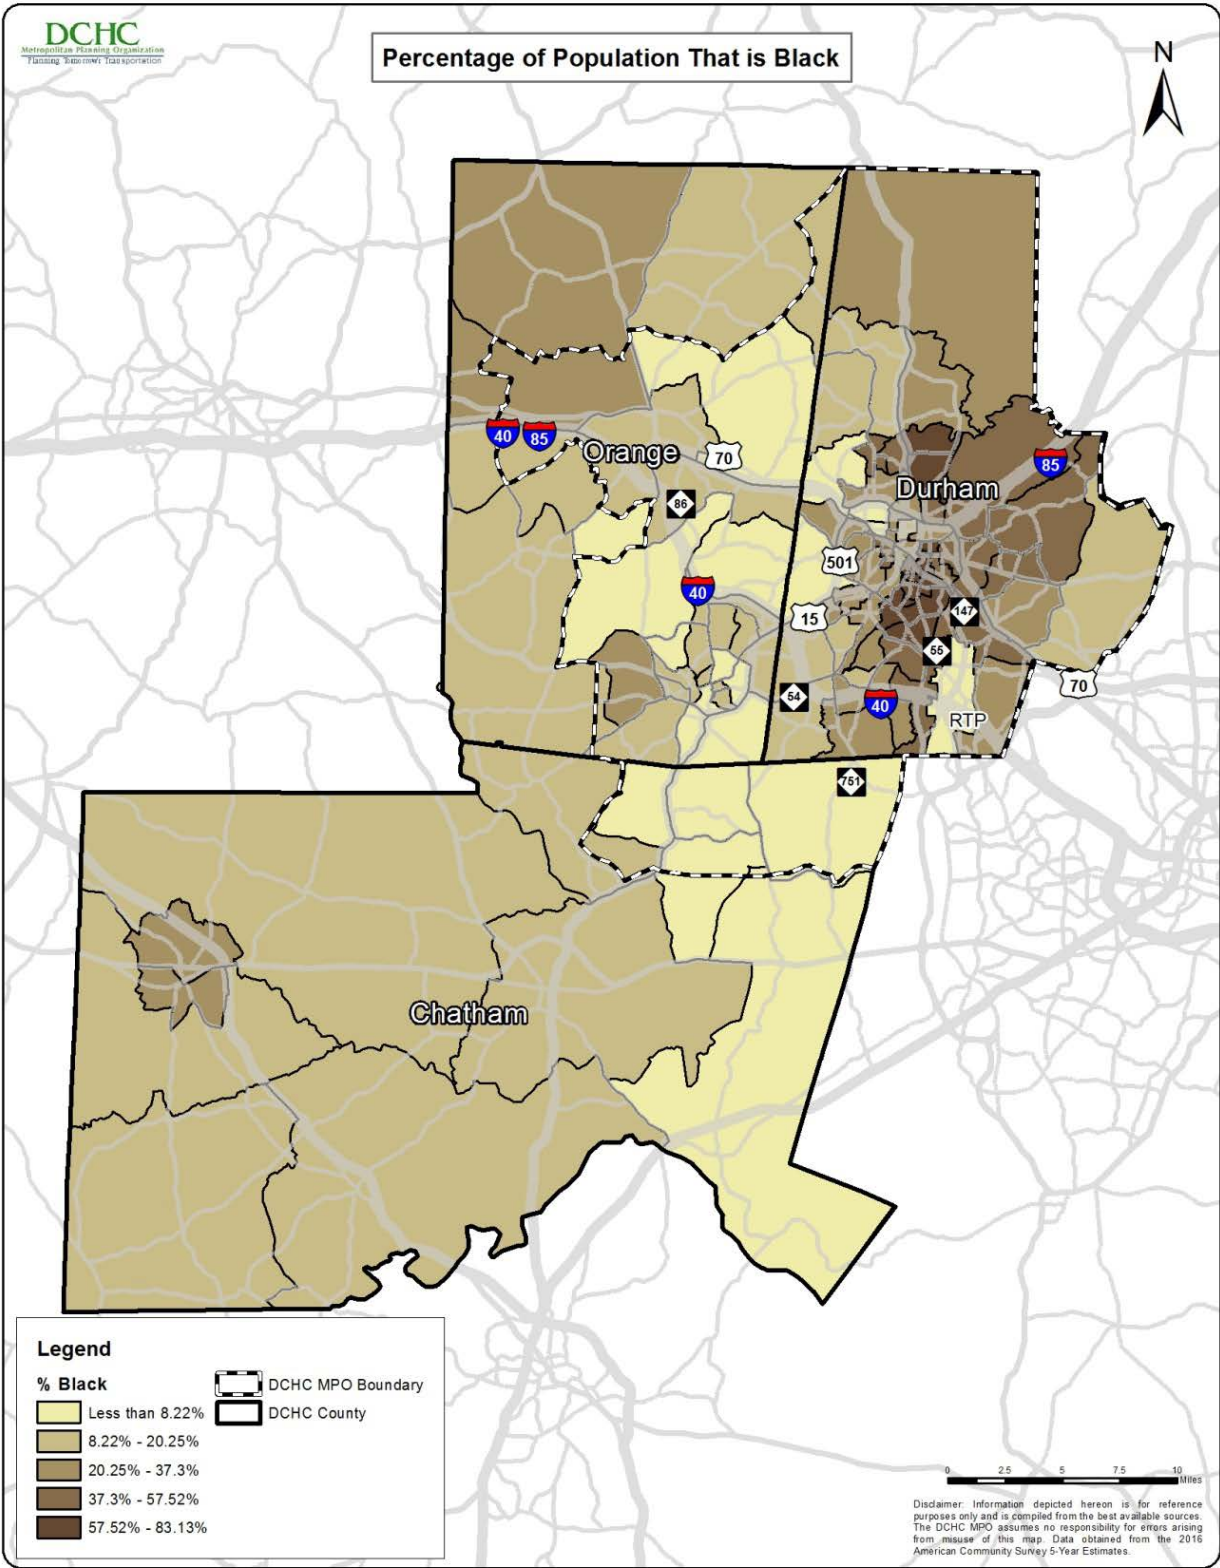 DCHC
Metropolitan Planning Organization
Planning Tomorrow's Transportation
Percentage of Population That is Black
N
40
85
Orange
70
86
85
Durham
501
40
15
147
55
54
40
70
RTP
751
Chatham
Legend
% Black
Less than 8.22%
8.22% - 20.25%
20.25% - 37.3%
37.3% - 57.52%
57.52% - 83.13%
DCHC MPO Boundary
DCHC County
0 2.5 5 7.5 10
Miles
Disclaimer: Information depicted hereon is for reference
purposes only and is compiled from the best available sources.
The DCHC MPO assumes no responsibility for errors arising
from misuse of this map. Data obtained from the 2016
American Community Survey 5-Year Estimates.